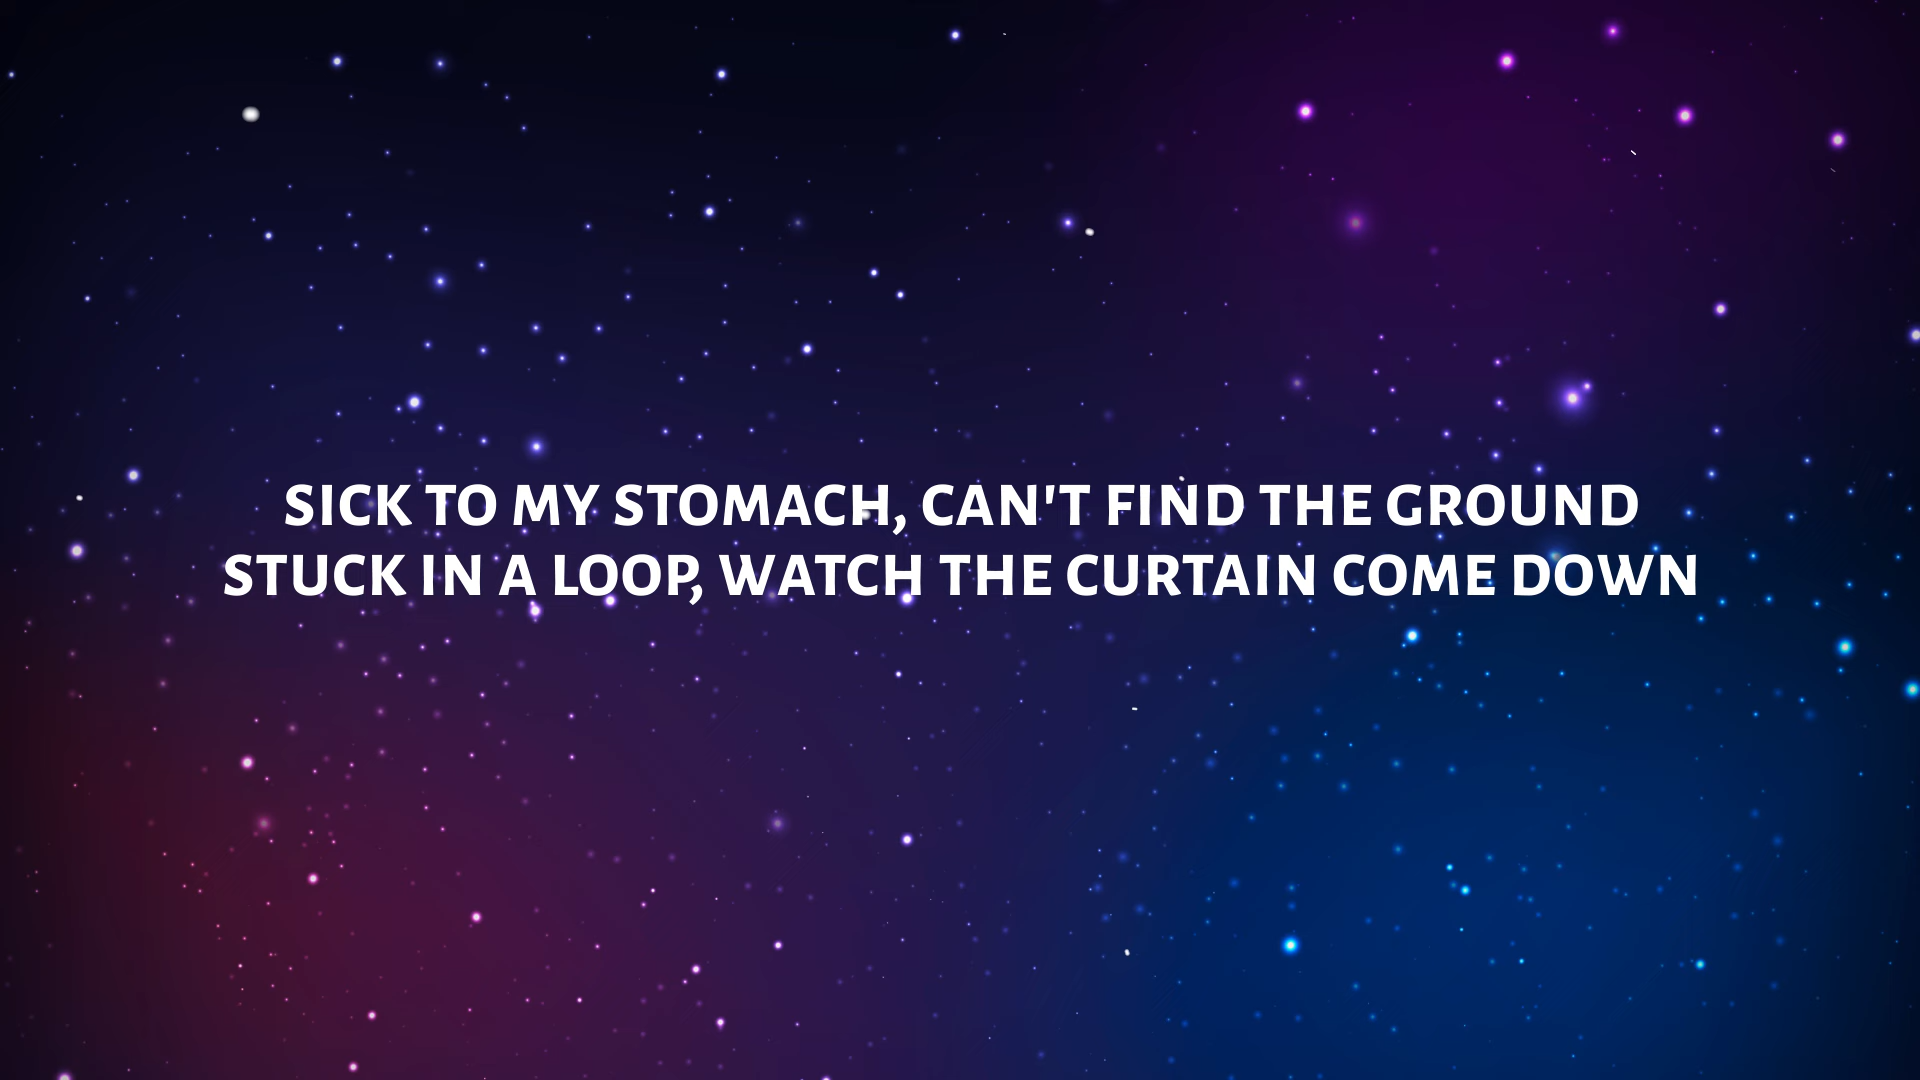 SICK TO MY STOMACH, CAN'T FIND THE GROUND
STUCK IN A LOOP, WATCH THE CURTAIN COME DOWN